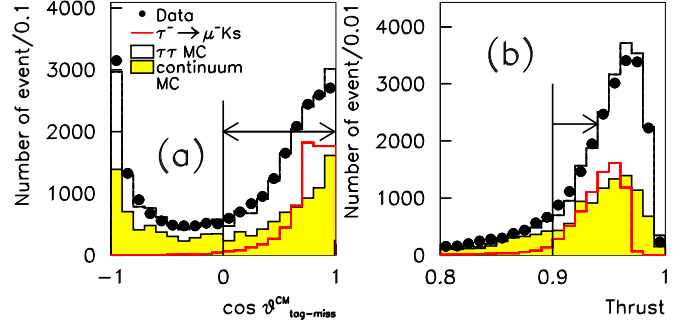 Number of event/0.1
4000
3000
2000
1000
0
Data
τ⁻→μ⁻Ks
ττ MC
continuum
MC
(a)
-1
0
1
cos ϑ^CM_tag-miss
Number of event/0.01
4000
3000
2000
1000
0
(b)
0.8
0.9
1
Thrust